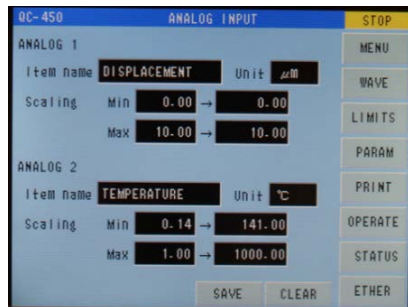 QC-450 ANALOG INPUT STOP
ANALOG 1 MENU
Item name DISPLACEMENT Unit μm
WAVE
Scaling Min 0.00 → 0.00
LIMITS
Max 10.00 → 10.00
PARAM
ANALOG 2
Item name TEMPERATURE Unit ℃
PRINT
Scaling Min 0.14 → 141.00
OPERATE
Max 1.00 → 1000.00
STATUS
SAVE CLEAR ETHER